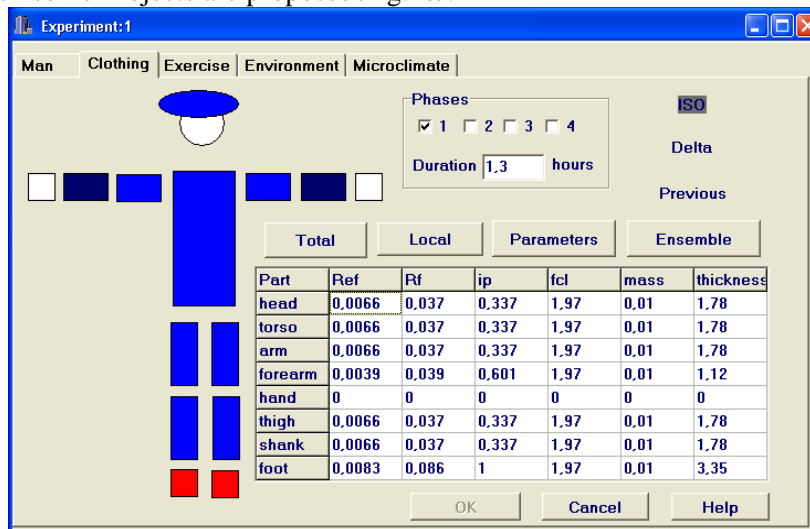 Experiment:1
Man Clothing Exercise Environment Microclimate
Phases
1 2 3 4
Duration 1,3 hours
ISO
Delta
Previous
Total Local Parameters Ensemble
Part Ref Rf ip fcl mass thickness
head 0,0066 0,037 0,337 1,97 0,01 1,78
torso 0,0066 0,037 0,337 1,97 0,01 1,78
arm 0,0066 0,037 0,337 1,97 0,01 1,78
forearm 0,0039 0,039 0,601 1,97 0,01 1,12
hand 0 0 0 0 0 0
thigh 0,0066 0,037 0,337 1,97 0,01 1,78
shank 0,0066 0,037 0,337 1,97 0,01 1,78
foot 0,0083 0,086 1 1,97 0,01 3,35
OK Cancel Help